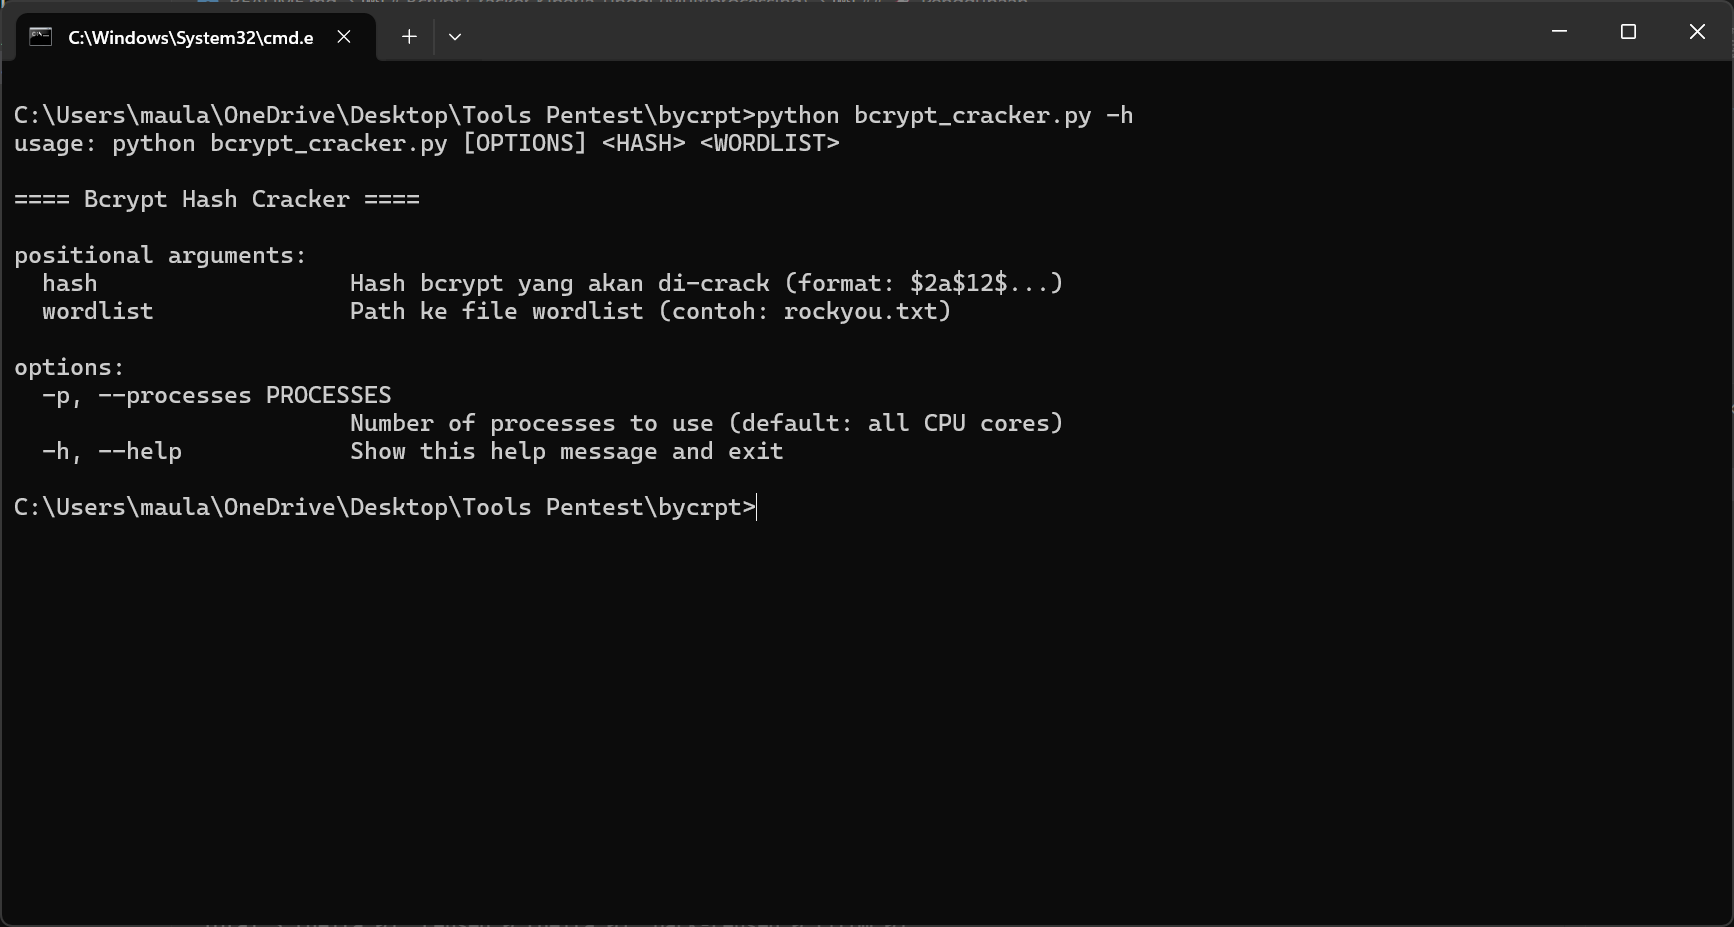 C:\Windows\System32\cmd.e
C:\Users\maula\OneDrive\Desktop\Tools Pentest\bycrpt>python bcrypt_cracker.py -h
usage: python bcrypt_cracker.py [OPTIONS] <HASH> <WORDLIST>
==== Bcrypt Hash Cracker ====
positional arguments:
hash Hash bcrypt yang akan di-crack (format: $2a$12$...)
wordlist Path ke file wordlist (contoh: rockyou.txt)
options:
-p, --processes PROCESSES
Number of processes to use (default: all CPU cores)
-h, --help Show this help message and exit
C:\Users\maula\OneDrive\Desktop\Tools Pentest\bycrpt>